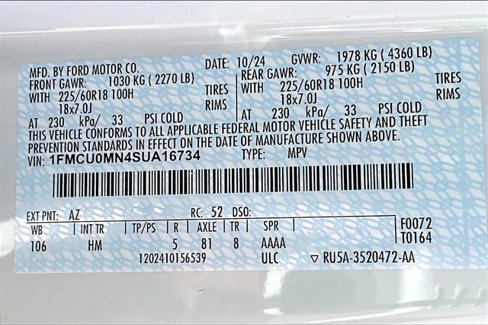 MFD. BY FORD MOTOR CO. 10/24 GVWR: 1978 KG ( 4360 LB)
FRONT GAWR: 1030 KG ( 2270 LB) REAR GAWR: 975 KG ( 2150 LB)
WITH 225/60R18 100H TIRES WITH 225/60R18 100H TIRES
18x7.0J RIMS 18x7.0J RIMS
AT 230 kPa/ 33 PSI COLD AT 230 kPa/ 33 PSI COLD
THIS VEHICLE CONFORMS TO ALL APPLICABLE FEDERAL MOTOR VEHICLE SAFETY AND THEFT
PREVENTION STANDARDS IN EFFECT ON THE DATE OF MANUFACTURE SHOWN ABOVE.
VIN: 1FMCU0MN4SUA16734 TYPE: MPV
EXT PNT: AZ RC: 52 DSO:
WB INT TR TP/PS R AXLE TR SPR F0072
106 HM 5 81 8 AAAA T0164
1202410156539 ULC ▽ RU5A-3520472-AA